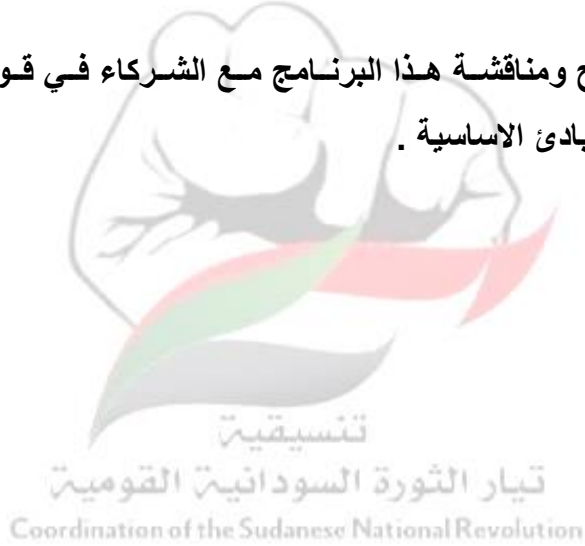 ومناقشة هذا البرنامج مع الشركاء في
الاساسية .
تنسيقية
تيار الثورة السودانية القومية
Coordination of the Sudanese National Revolution